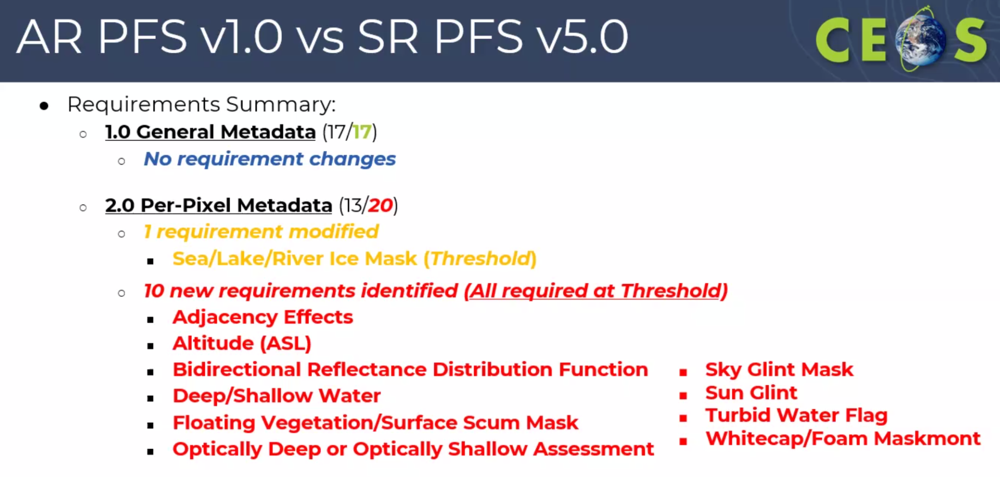 AR PFS v1.0 vs SR PFS v5.0
CEOS
Requirements Summary:
1.0 General Metadata (17/17)
No requirement changes
2.0 Per-Pixel Metadata (13/20)
1 requirement modified
Sea/Lake/River Ice Mask (Threshold)
10 new requirements identified (All required at Threshold)
Adjacency Effects
Altitude (ASL)
Bidirectional Reflectance Distribution Function
Deep/Shallow Water
Floating Vegetation/Surface Scum Mask
Optically Deep or Optically Shallow Assessment
Sky Glint Mask
Sun Glint
Turbid Water Flag
Whitecap/Foam Maskmont